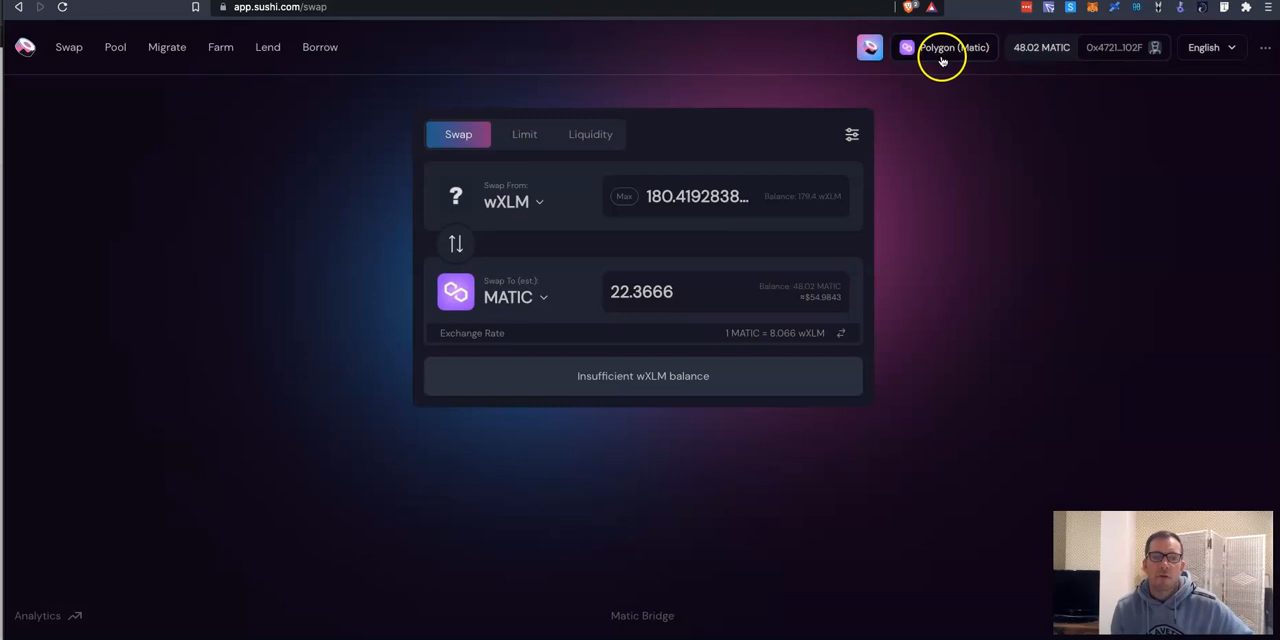 app.sushi.com/swap
2
Swap Pool Migrate Farm Lend Borrow
Polygon (Matic) 48.02 MATIC 0x4721...102F English ...
Swap Limit Liquidity
Swap From:
? wXLM Max 180.4192838... Balance: 179.4 wXLM
Swap To (est.):
MATIC 22.3666 Balance: 48.02 MATIC
≈$54.9843
Exchange Rate 1 MATIC = 8.066 wXLM
Insufficient wXLM balance
Analytics Matic Bridge